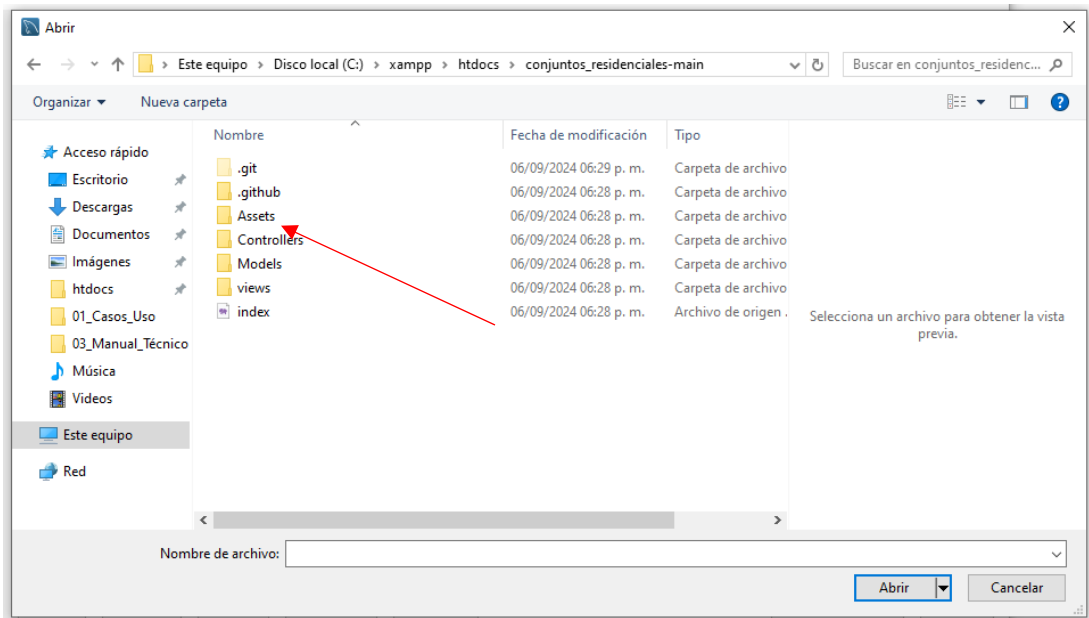 Abrir
Este equipo > Disco local (C:) > xampp > htdocs > conjuntos_residenciales-main
Buscar en conjuntos_residenc...
Organizar
Nueva carpeta
Acceso rápido
Escritorio
Descargas
Documentos
Imágenes
htdocs
01_Casos_Uso
03_Manual_Técnico
Música
Videos
Este equipo
Red
Nombre Fecha de modificación Tipo
.git 06/09/2024 06:29 p. m. Carpeta de archivo
.github 06/09/2024 06:28 p. m. Carpeta de archivo
Assets 06/09/2024 06:28 p. m. Carpeta de archivo
Controllers 06/09/2024 06:28 p. m. Carpeta de archivo
Models 06/09/2024 06:28 p. m. Carpeta de archivo
views 06/09/2024 06:28 p. m. Carpeta de archivo
index 06/09/2024 06:28 p. m. Archivo de origen .
Selecciona un archivo para obtener la vista
previa.
Nombre de archivo:
Abrir
Cancelar